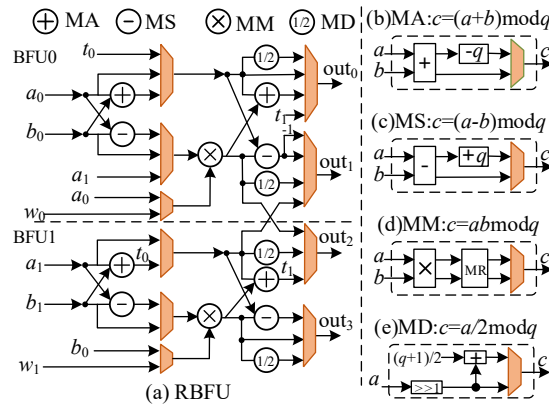 + MA − MS × MM 1/2 MD
BFU0
t0
a0
b0
+
−
a1
a0
w0
×
1/2
+
t1
-1
−
1/2
out0
out1
BFU1
a1
b1
+
t0
−
b0
w1
×
1/2
+
t1
−
1/2
out2
out3
(a) RBFU
(b)MA:c=(a+b)modq
a
b
+
-q
c
(c)MS:c=(a-b)modq
a
b
-
+q
c
(d)MM:c=abmodq
a
b
×
MR
c
(e)MD:c=a/2modq
(q+1)/2
+
a
>>1
c